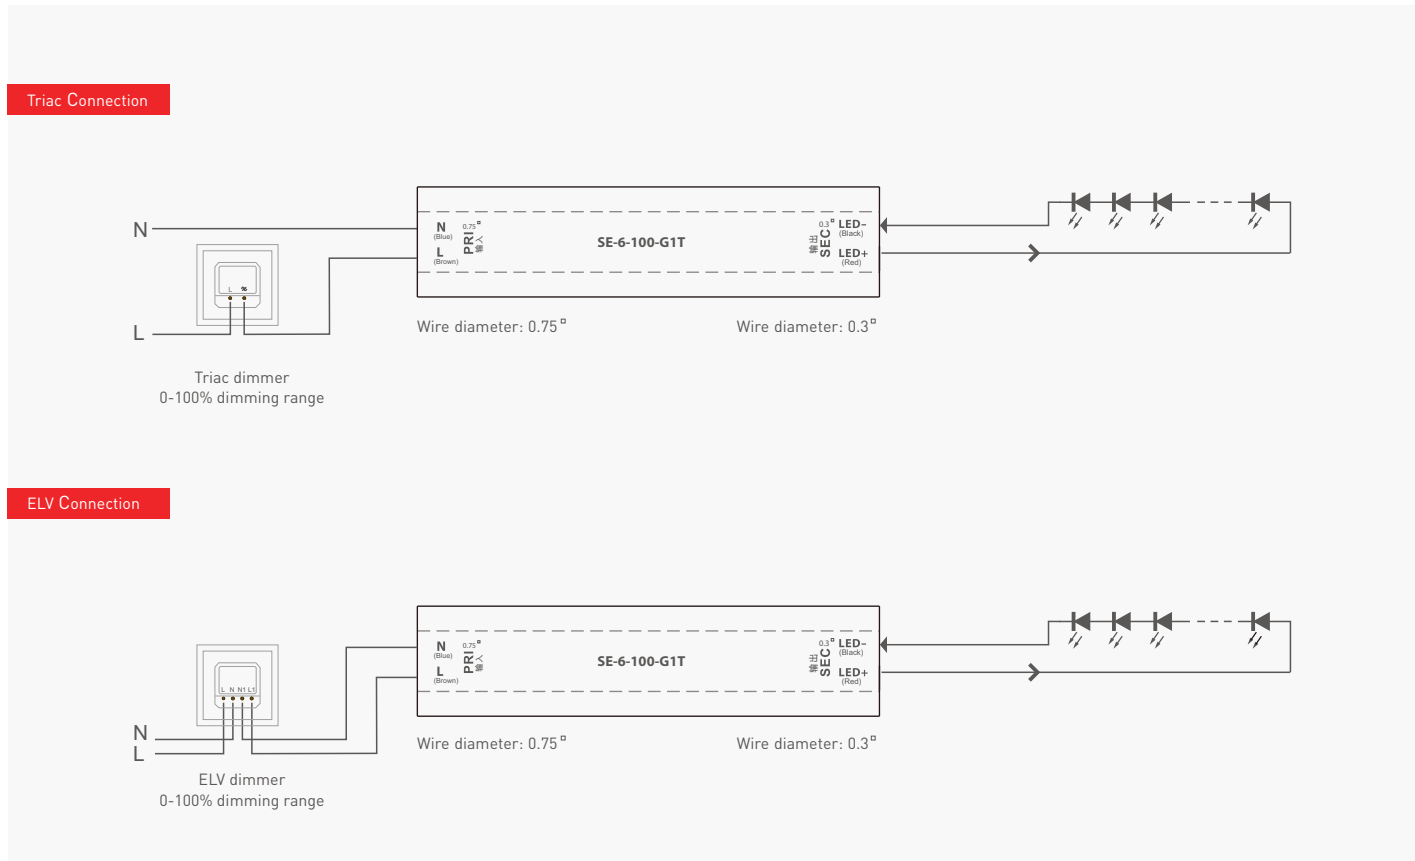 Triac Connection
N
L
L %
Triac dimmer
0-100% dimming range
N
(Blue)
L
(Brown)
0.75□
PRI
输入
SE-6-100-G1T
0.3□
SEC
输出
LED-
(Black)
LED+
(Red)
Wire diameter: 0.75□
Wire diameter: 0.3□
ELV Connection
L N N1 L1
N
L
ELV dimmer
0-100% dimming range
N
(Blue)
L
(Brown)
0.75□
PRI
输入
SE-6-100-G1T
0.3□
SEC
输出
LED-
(Black)
LED+
(Red)
Wire diameter: 0.75□
Wire diameter: 0.3□